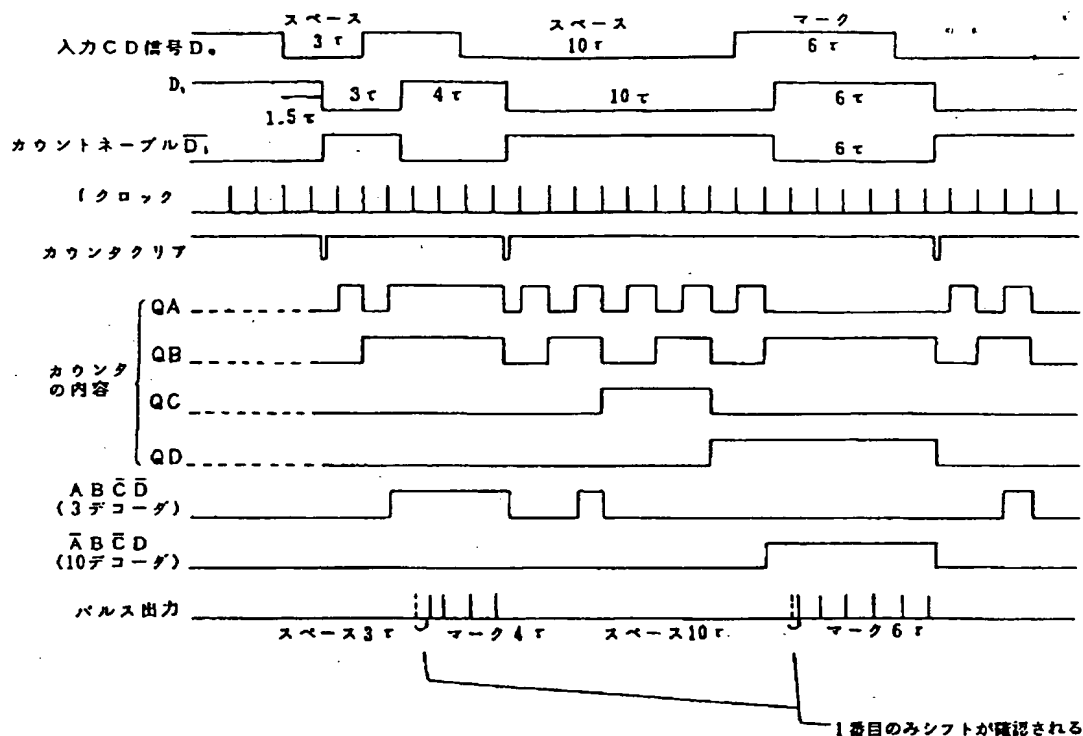 スペース
スペース
マーク
入力CD信号D₀
3τ
10τ
6τ
D₁
3τ
4τ
10τ
6τ
1.5τ
カウントネーブルD̅₁
6τ
fクロック
カウンタクリア
QA
QB
カウンタ
の内容
QC
QD
A B C̅ D̅
(3デコーダ)
A̅ B C̅ D
(10デコーダ)
パルス出力
スペース3τ
マーク4τ
スペース10τ
マーク6τ
1番目のみシフトが確認される